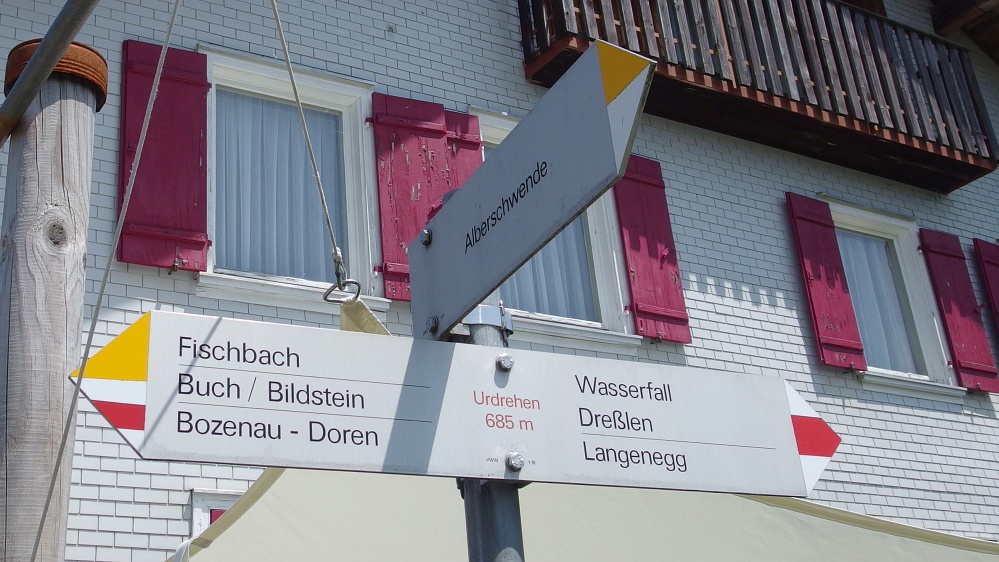 Alberschwende
Fischbach
Buch / Bildstein
Bozenau - Doren
Urdrehen
685 m
Wasserfall
Dreßlen
Langenegg